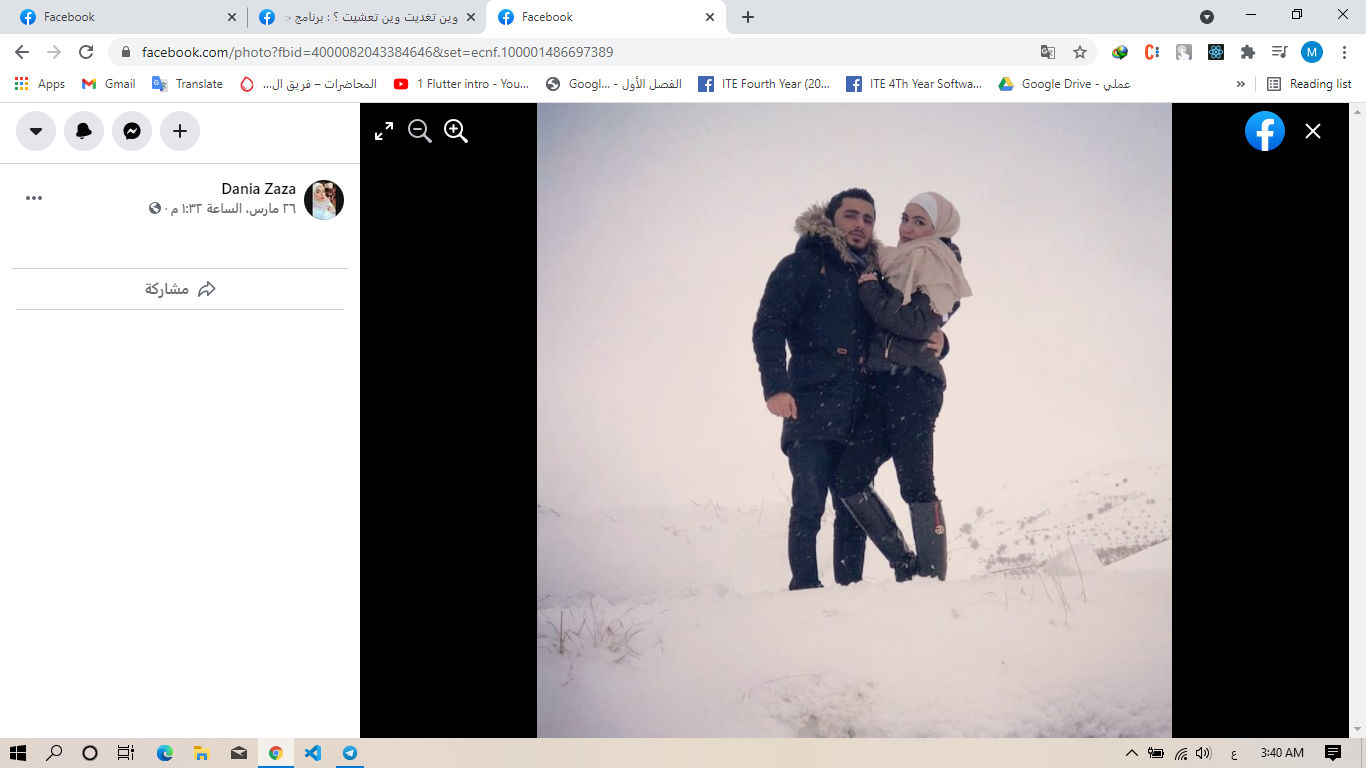 Facebook
وين تغديت وين تعشيت ؟ : برنامج
Facebook
facebook.com/photo?fbid=4000082043384646&set=ecnf.100001486697389
M
Apps
Gmail
Translate
المحاضرات – فريق ال...
1 Flutter intro - You...
الفصل الأول - Googl...
ITE Fourth Year (20...
ITE 4Th Year Softwa...
عملي - Google Drive
Reading list
Dania Zaza
٢٦ مارس، الساعة ١:٣٢ م
مشاركة
ع
3:40 AM